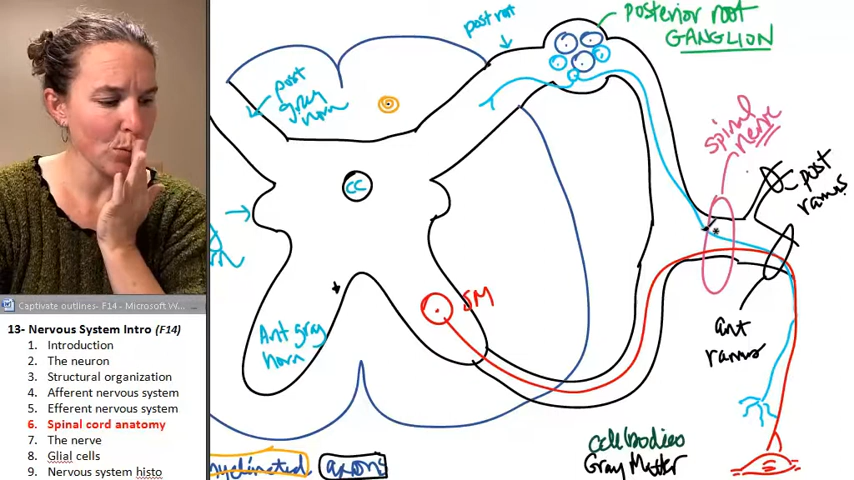 posterior root
GANGLION
post root
post
gray
horn
spinal
nerve
post
ramus
CC
SM
Ant gray
horn
ant
ramus
cell bodies
Gray Matter
myelinated axons
Captivate outlines- F14 - Microsoft W...
13- Nervous System Intro (F14)
1. Introduction
2. The neuron
3. Structural organization
4. Afferent nervous system
5. Efferent nervous system
6. Spinal cord anatomy
7. The nerve
8. Glial cells
9. Nervous system histo